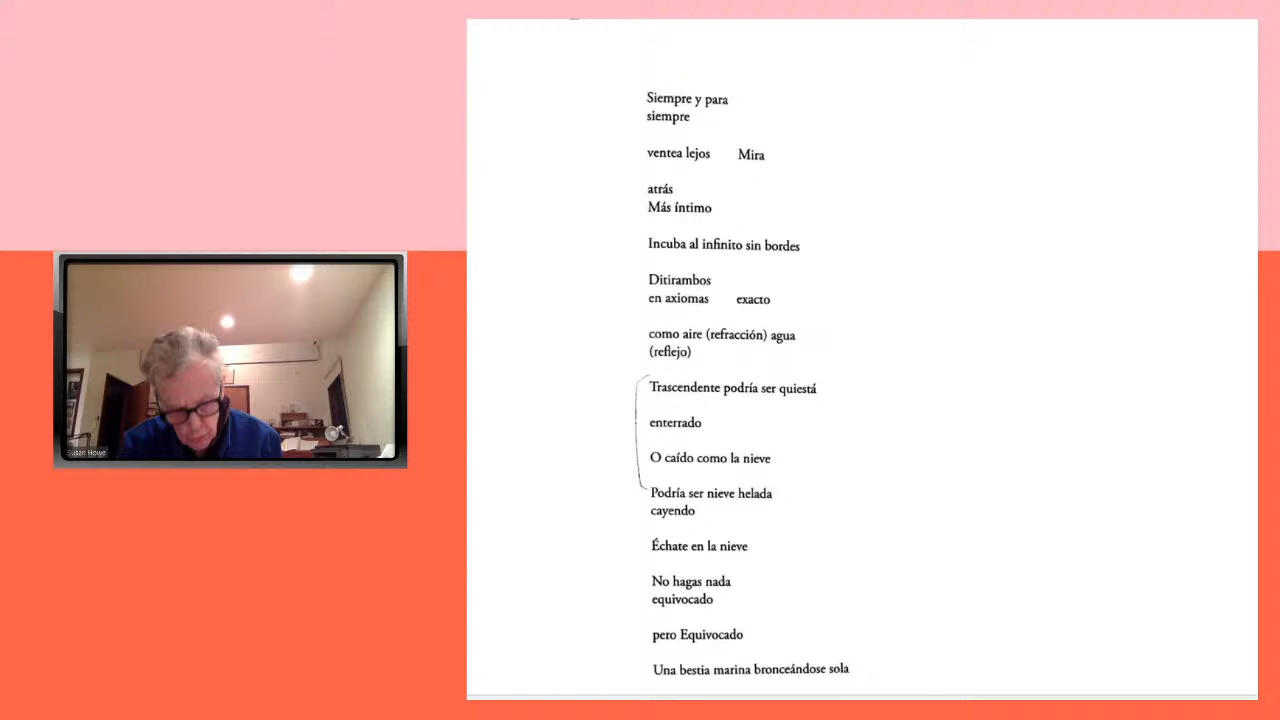 Siempre y para
siempre
ventea lejos Mira
atrás
Más íntimo
Incuba al infinito sin bordes
Ditirambos
en axiomas exacto
como aire (refracción) agua
(reflejo)
Trascendente podría ser quiestá
enterrado
O caído como la nieve
Podría ser nieve helada
cayendo
Échate en la nieve
No hagas nada
equivocado
pero Equivocado
Una bestia marina bronceándose sola
Susan Howe